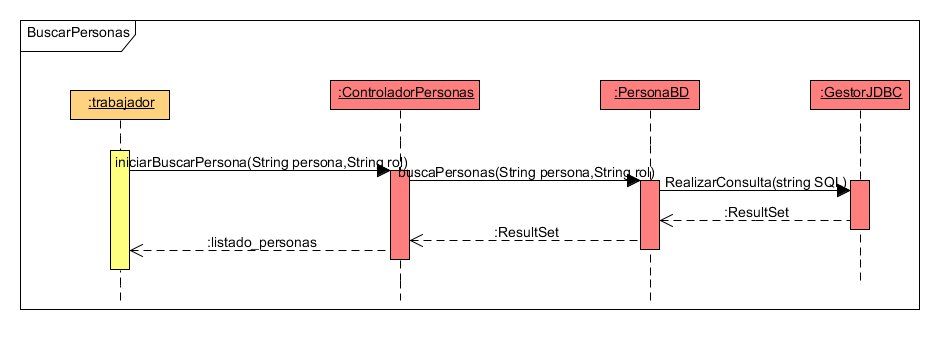 BuscarPersonas
:trabajador
:ControladorPersonas
:PersonaBD
:GestorJDBC
iniciarBuscarPersona(String persona,String rol)
buscaPersonas(String persona,String rol)
RealizarConsulta(string SQL)
:ResultSet
:ResultSet
:listado_personas